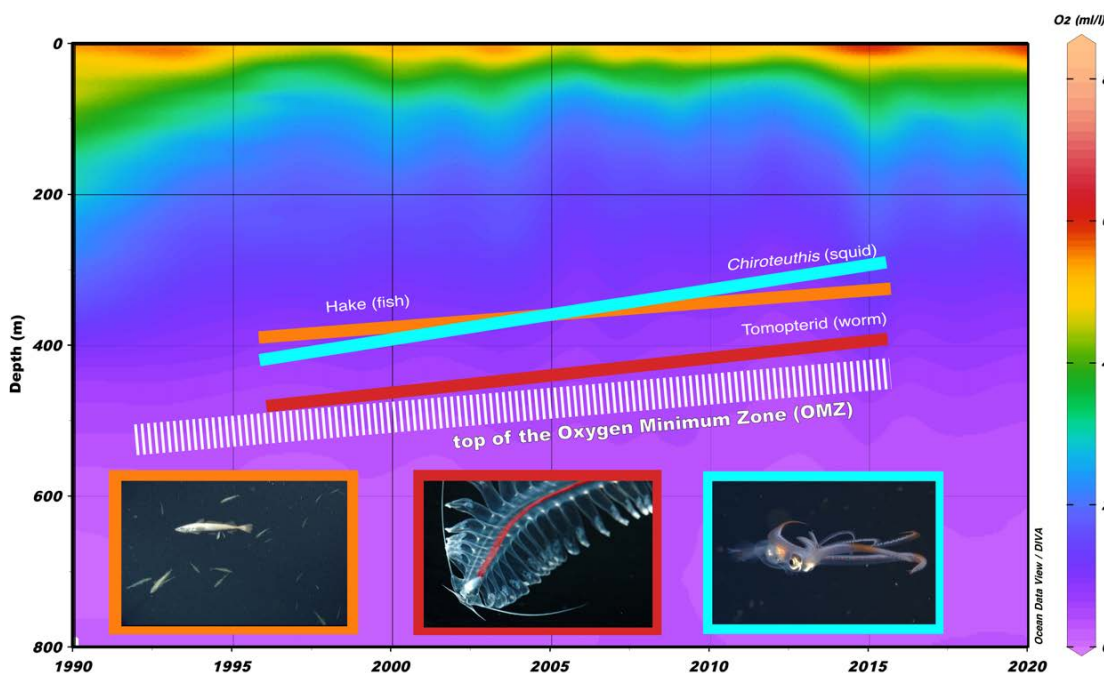 O2 (ml/l)
0
200
400
600
800
Depth (m)
Chiroteuthis (squid)
Hake (fish)
Tomopterid (worm)
top of the Oxygen Minimum Zone (OMZ)
Ocean Data View / DIVA
1990
1995
2000
2005
2010
2015
2020